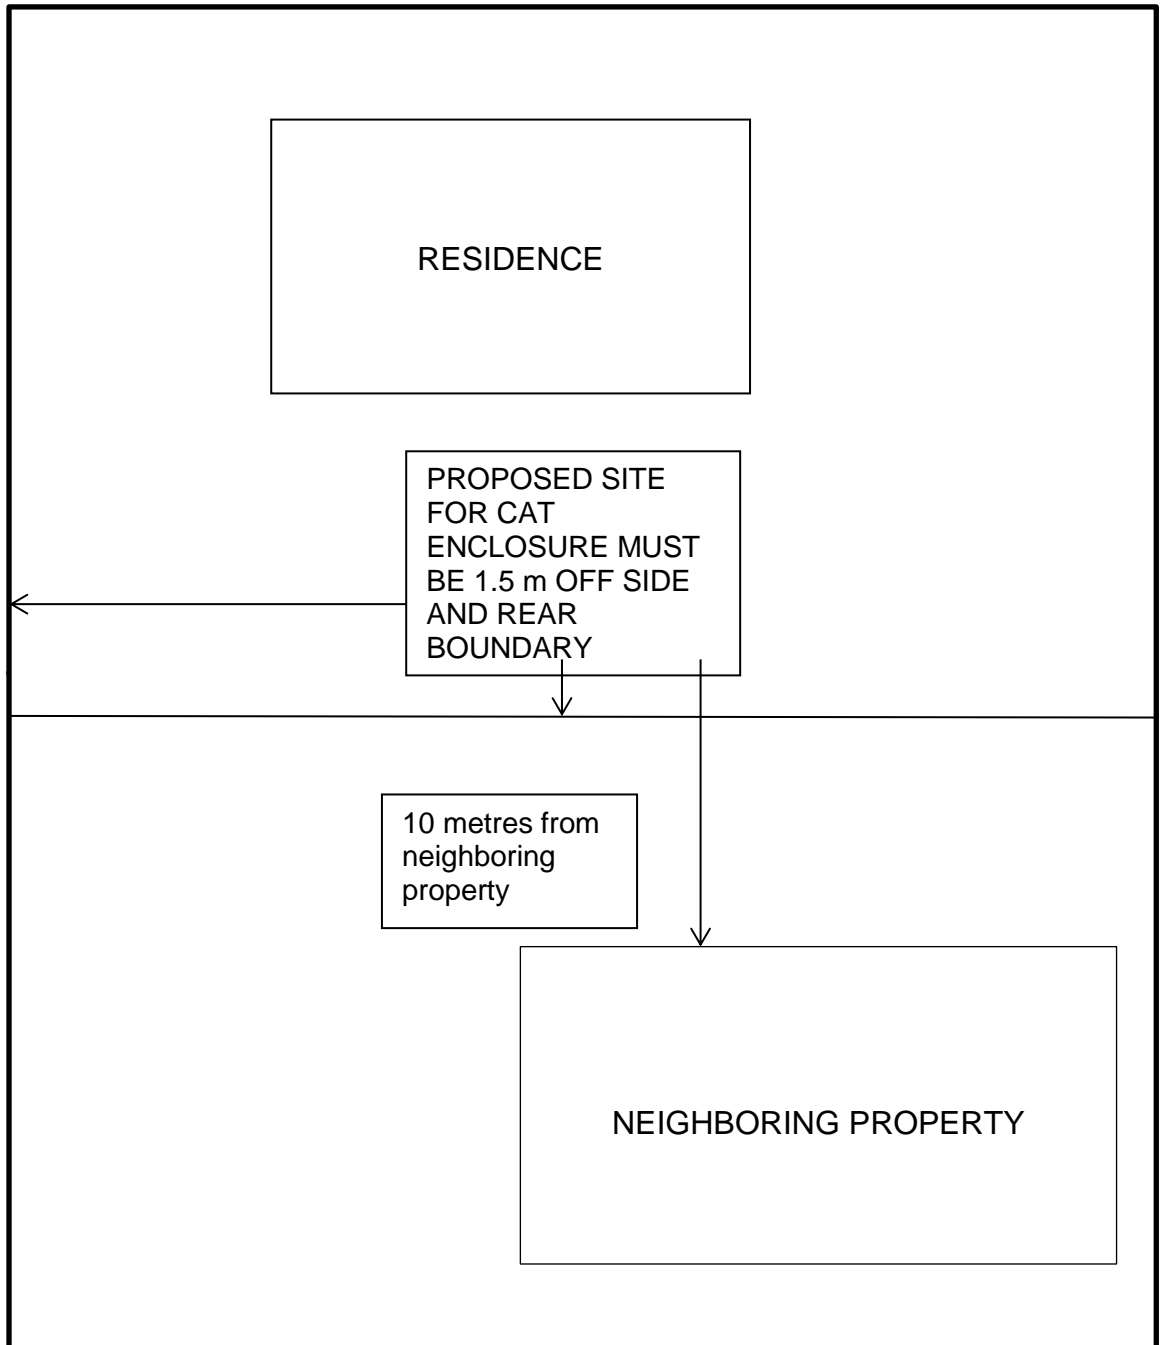 RESIDENCE
PROPOSED SITE
FOR CAT
ENCLOSURE MUST
BE 1.5 m OFF SIDE
AND REAR
BOUNDARY
10 metres from
neighboring
property
NEIGHBORING PROPERTY